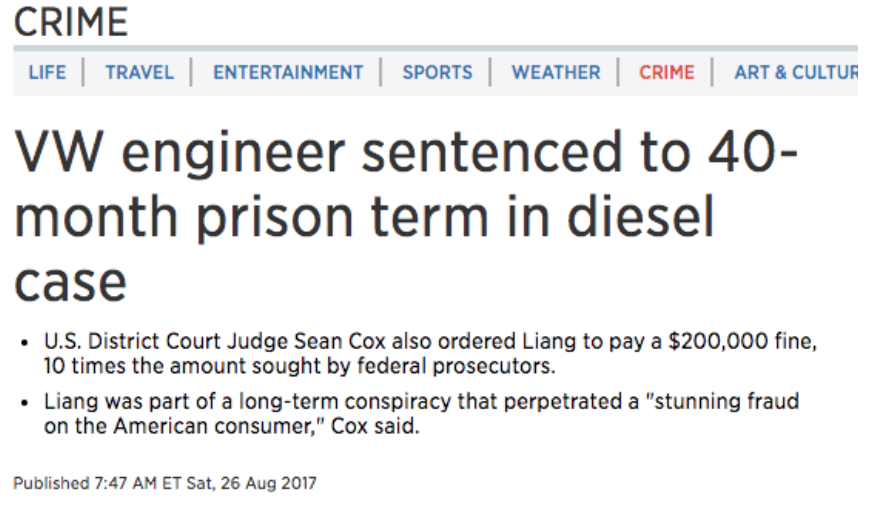 CRIME
LIFE | TRAVEL | ENTERTAINMENT | SPORTS | WEATHER | CRIME | ART & CULTUR
VW engineer sentenced to 40-
month prison term in diesel
case
• U.S. District Court Judge Sean Cox also ordered Liang to pay a $200,000 fine,
10 times the amount sought by federal prosecutors.
• Liang was part of a long-term conspiracy that perpetrated a "stunning fraud
on the American consumer," Cox said.
Published 7:47 AM ET Sat, 26 Aug 2017